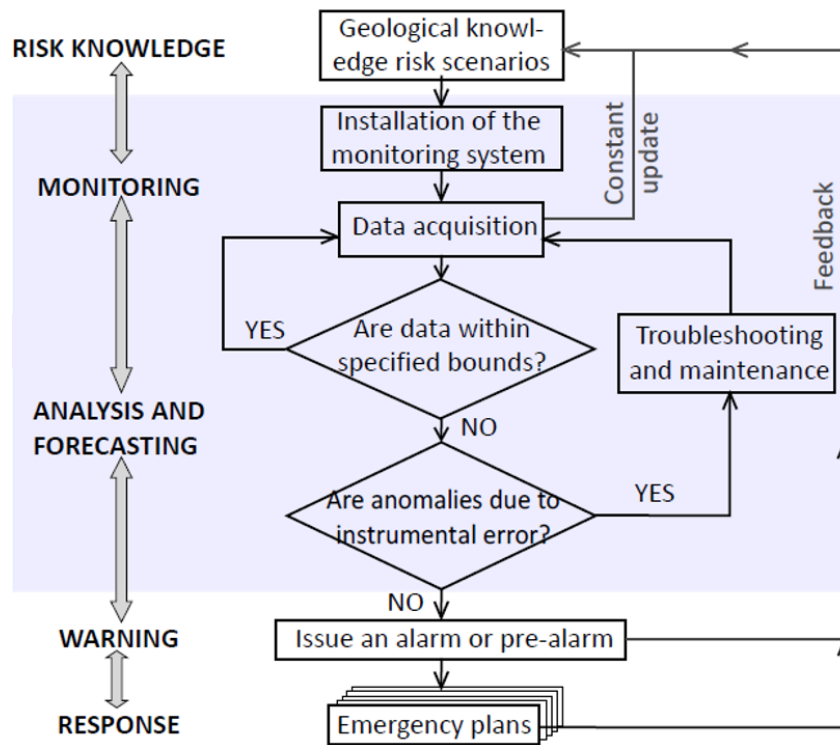 RISK KNOWLEDGE
Geological knowl-
edge risk scenarios
Installation of the
monitoring system
Constant
update
MONITORING
Data acquisition
Feedback
YES
Are data within
specified bounds?
Troubleshooting
and maintenance
ANALYSIS AND
FORECASTING
NO
Are anomalies due to
instrumental error?
YES
NO
WARNING
Issue an alarm or pre-alarm
RESPONSE
Emergency plans